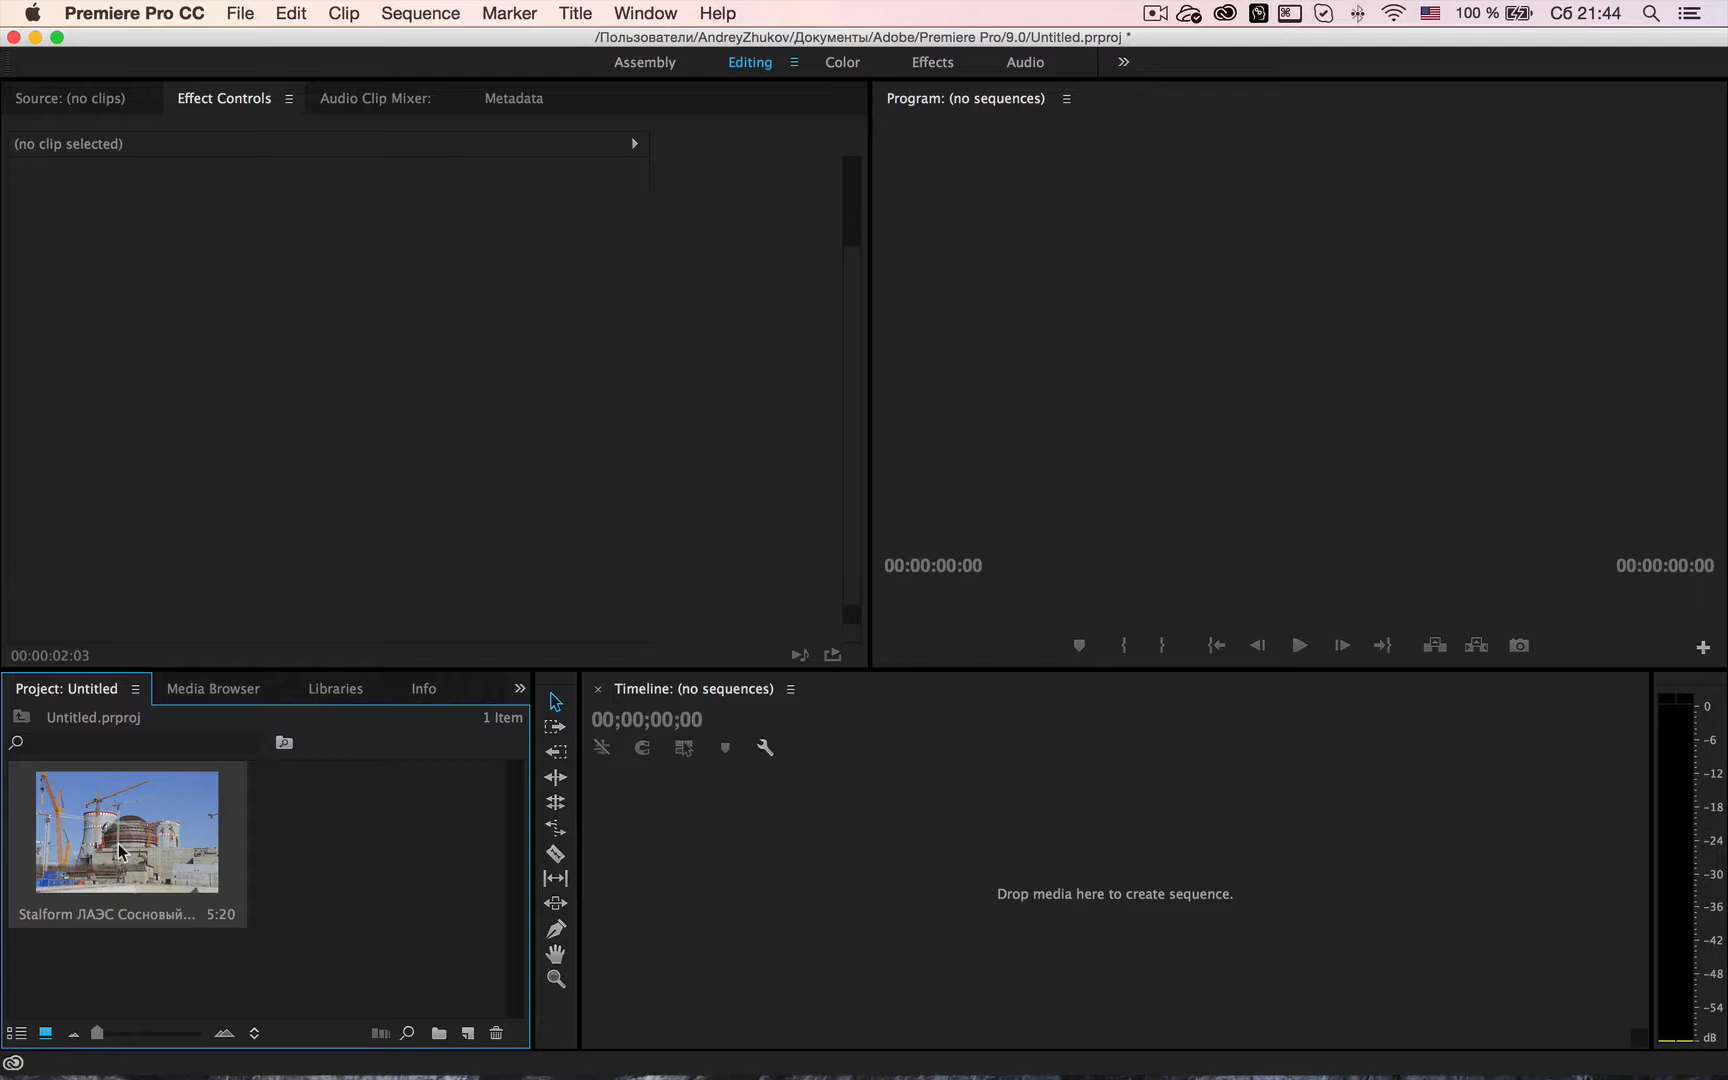 Premiere Pro CC File Edit Clip Sequence Marker Title Window Help 100 % Сб 21:44
/Пользователи/AndreyZhukov/Документы/Adobe/Premiere Pro/9.0/Untitled.prproj *
Assembly Editing Color Effects Audio
Source: (no clips) Effect Controls Audio Clip Mixer: Metadata
Program: (no sequences)
(no clip selected)
00:00:00:00 00:00:00:00
00:00:02:03
Project: Untitled Media Browser Libraries Info
Timeline: (no sequences)
Untitled.prproj 1 Item
00;00;00;00
Drop media here to create sequence.
Stalform ЛАЭС Сосновый... 5:20
0
-6
-12
-18
-24
-30
-36
-42
-48
-54
dB